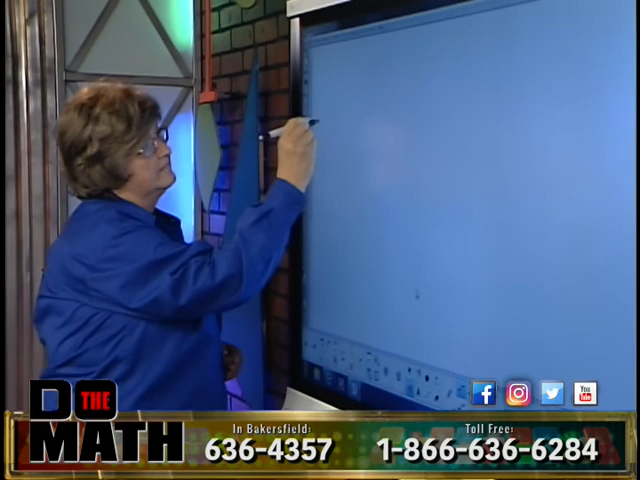 DO THE MATH
In Bakersfield:
636-4357
Toll Free:
1-866-636-6284
You Tube